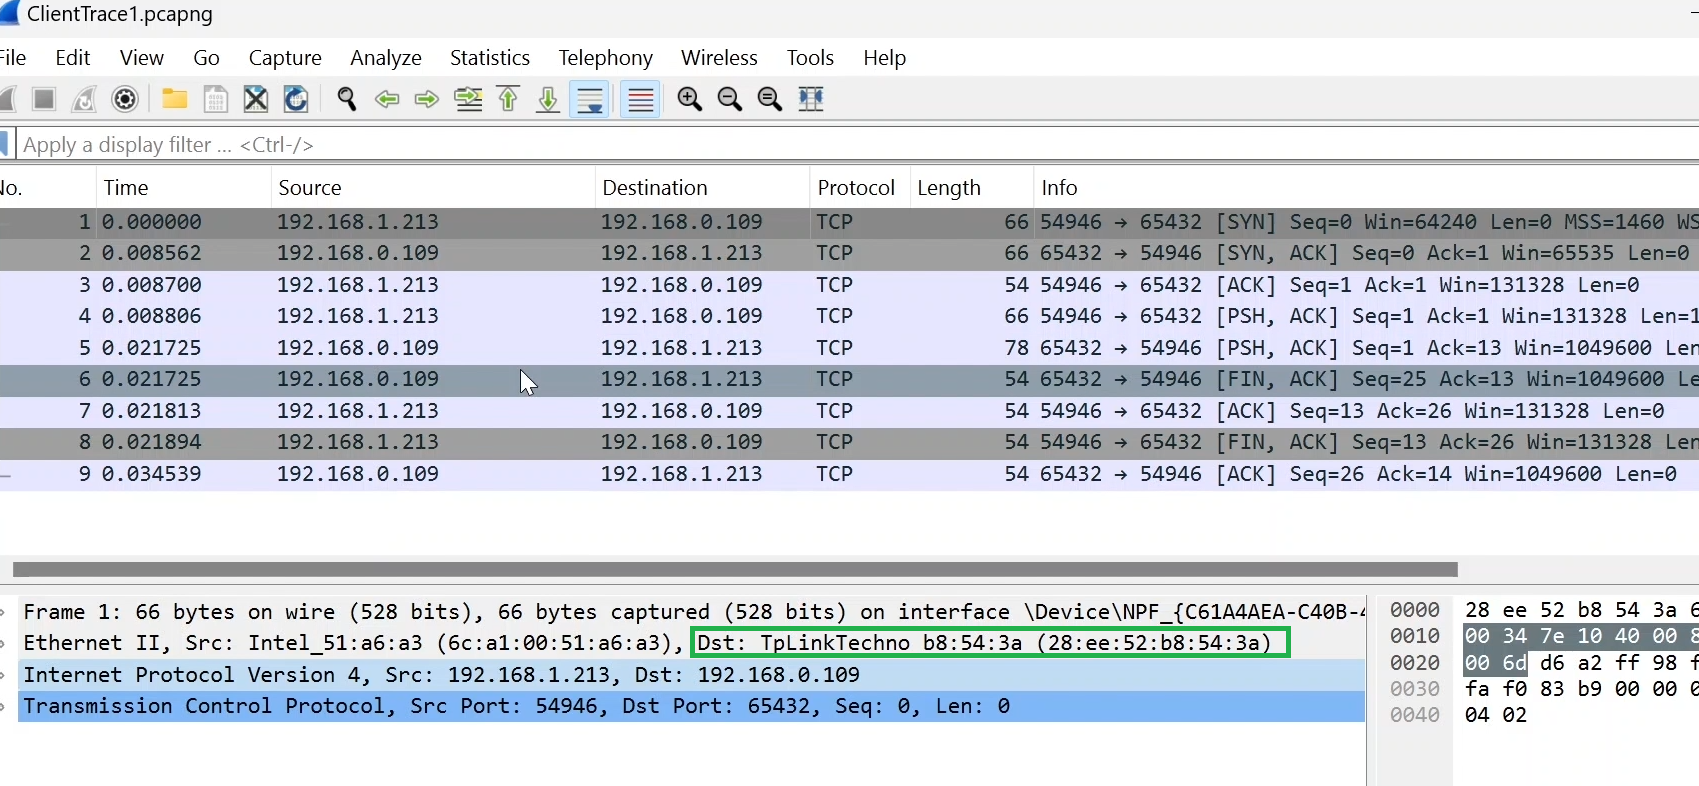 ClientTrace1.pcapng
File Edit View Go Capture Analyze Statistics Telephony Wireless Tools Help
Apply a display filter ... <Ctrl-/>
No. Time Source Destination Protocol Length Info
1 0.000000 192.168.1.213 192.168.0.109 TCP 66 54946 → 65432 [SYN] Seq=0 Win=64240 Len=0 MSS=1460 WS
2 0.008562 192.168.0.109 192.168.1.213 TCP 66 65432 → 54946 [SYN, ACK] Seq=0 Ack=1 Win=65535 Len=0
3 0.008700 192.168.1.213 192.168.0.109 TCP 54 54946 → 65432 [ACK] Seq=1 Ack=1 Win=131328 Len=0
4 0.008806 192.168.1.213 192.168.0.109 TCP 66 54946 → 65432 [PSH, ACK] Seq=1 Ack=1 Win=131328 Len=1
5 0.021725 192.168.0.109 192.168.1.213 TCP 78 65432 → 54946 [PSH, ACK] Seq=1 Ack=13 Win=1049600 Len
6 0.021725 192.168.0.109 192.168.1.213 TCP 54 65432 → 54946 [FIN, ACK] Seq=25 Ack=13 Win=1049600 Le
7 0.021813 192.168.1.213 192.168.0.109 TCP 54 54946 → 65432 [ACK] Seq=13 Ack=26 Win=131328 Len=0
8 0.021894 192.168.1.213 192.168.0.109 TCP 54 54946 → 65432 [FIN, ACK] Seq=13 Ack=26 Win=131328 Len
9 0.034539 192.168.0.109 192.168.1.213 TCP 54 65432 → 54946 [ACK] Seq=26 Ack=14 Win=1049600 Len=0
Frame 1: 66 bytes on wire (528 bits), 66 bytes captured (528 bits) on interface \Device\NPF_{C61A4AEA-C40B-4
Ethernet II, Src: Intel_51:a6:a3 (6c:a1:00:51:a6:a3), Dst: TpLinkTechno b8:54:3a (28:ee:52:b8:54:3a)
Internet Protocol Version 4, Src: 192.168.1.213, Dst: 192.168.0.109
Transmission Control Protocol, Src Port: 54946, Dst Port: 65432, Seq: 0, Len: 0
0000 28 ee 52 b8 54 3a 6
0010 00 34 7e 10 40 00 8
0020 00 6d d6 a2 ff 98 f
0030 fa f0 83 b9 00 00 0
0040 04 02